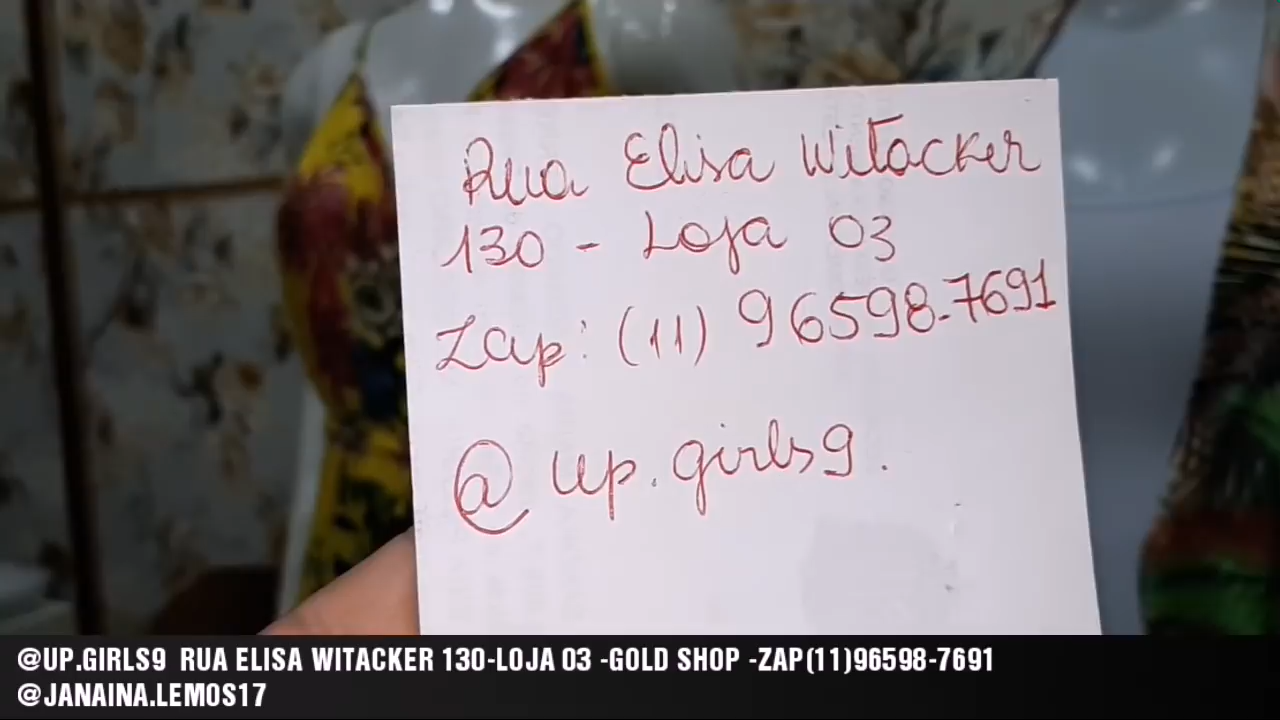 Rua Elisa Witacker
130 - Loja 03
Zap: (11) 96598-7691
@up.girls9.
@UP.GIRLS9 RUA ELISA WITACKER 130-LOJA 03 -GOLD SHOP -ZAP(11)96598-7691
@JANAINA.LEMOS17